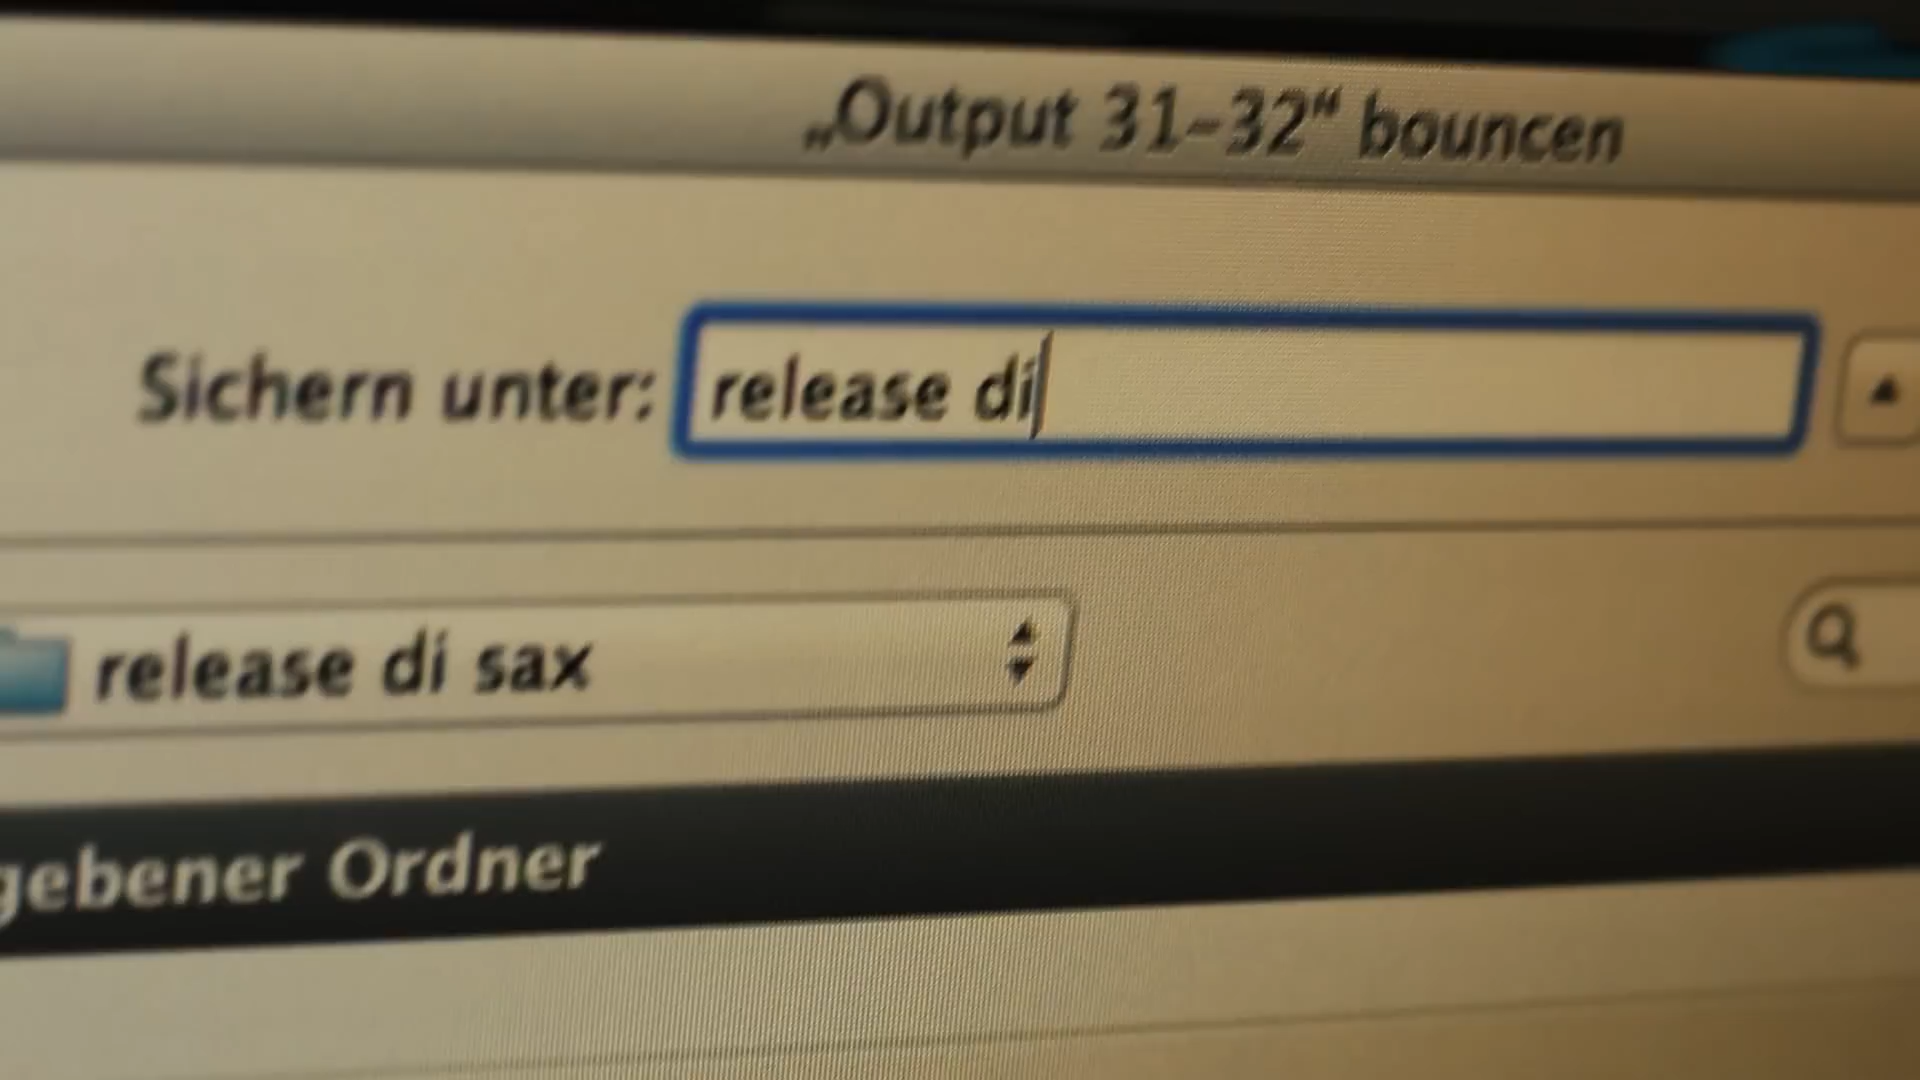 „Output 31-32“ bouncen
Sichern unter: release di
release di sax
gebener Ordner